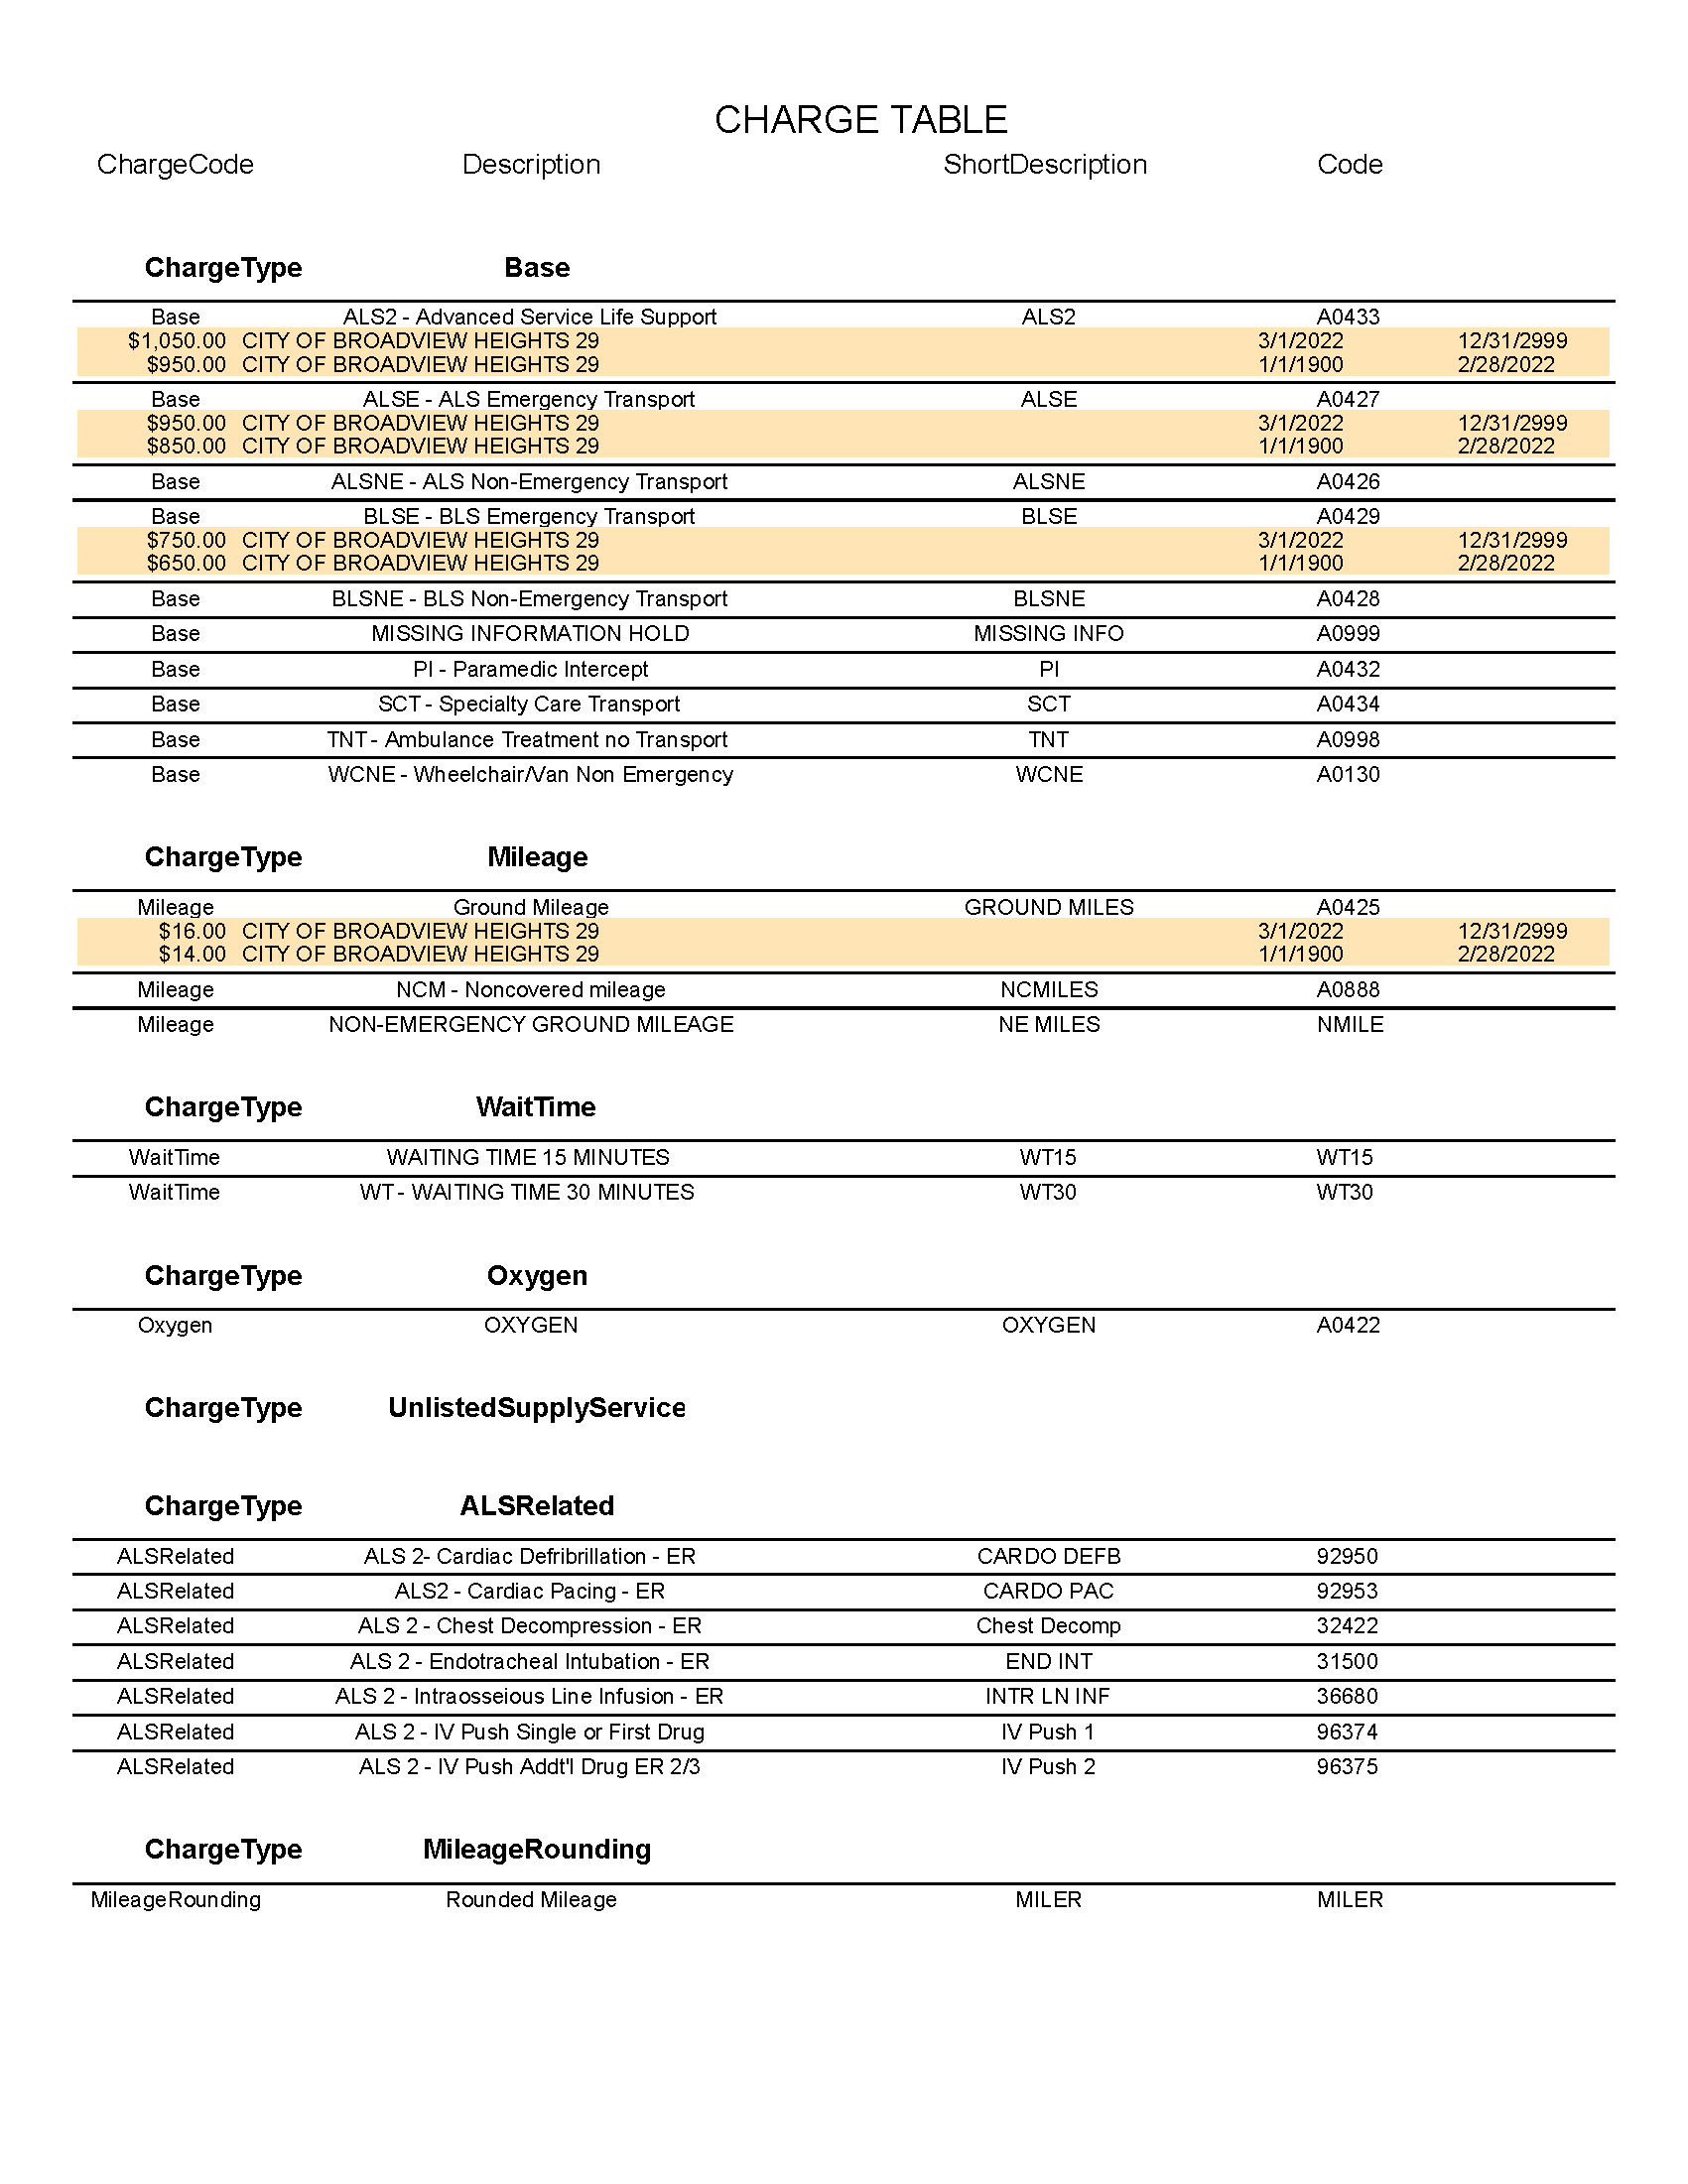 CHARGE TABLE
ChargeCode Description ShortDescription Code
ChargeType Base
Base ALS2 - Advanced Service Life Support ALS2 A0433
$1,050.00 CITY OF BROADVIEW HEIGHTS 29 3/1/2022 12/31/2999
$950.00 CITY OF BROADVIEW HEIGHTS 29 1/1/1900 2/28/2022
Base ALSE - ALS Emergency Transport ALSE A0427
$950.00 CITY OF BROADVIEW HEIGHTS 29 3/1/2022 12/31/2999
$850.00 CITY OF BROADVIEW HEIGHTS 29 1/1/1900 2/28/2022
Base ALSNE - ALS Non-Emergency Transport ALSNE A0426
Base BLSE - BLS Emergency Transport BLSE A0429
$750.00 CITY OF BROADVIEW HEIGHTS 29 3/1/2022 12/31/2999
$650.00 CITY OF BROADVIEW HEIGHTS 29 1/1/1900 2/28/2022
Base BLSNE - BLS Non-Emergency Transport BLSNE A0428
Base MISSING INFORMATION HOLD MISSING INFO A0999
Base PI - Paramedic Intercept PI A0432
Base SCT - Specialty Care Transport SCT A0434
Base TNT - Ambulance Treatment no Transport TNT A0998
Base WCNE - Wheelchair/Van Non Emergency WCNE A0130
ChargeType Mileage
Mileage Ground Mileage GROUND MILES A0425
$16.00 CITY OF BROADVIEW HEIGHTS 29 3/1/2022 12/31/2999
$14.00 CITY OF BROADVIEW HEIGHTS 29 1/1/1900 2/28/2022
Mileage NCM - Noncovered mileage NCMILES A0888
Mileage NON-EMERGENCY GROUND MILEAGE NE MILES NMILE
ChargeType WaitTime
WaitTime WAITING TIME 15 MINUTES WT15 WT15
WaitTime WT - WAITING TIME 30 MINUTES WT30 WT30
ChargeType Oxygen
Oxygen OXYGEN OXYGEN A0422
ChargeType UnlistedSupplyService
ChargeType ALSRelated
ALSRelated ALS 2- Cardiac Defribrillation - ER CARDO DEFB 92950
ALSRelated ALS2 - Cardiac Pacing - ER CARDO PAC 92953
ALSRelated ALS 2 - Chest Decompression - ER Chest Decomp 32422
ALSRelated ALS 2 - Endotracheal Intubation - ER END INT 31500
ALSRelated ALS 2 - Intraosseious Line Infusion - ER INTR LN INF 36680
ALSRelated ALS 2 - IV Push Single or First Drug IV Push 1 96374
ALSRelated ALS 2 - IV Push Addt'l Drug ER 2/3 IV Push 2 96375
ChargeType MileageRounding
MileageRounding Rounded Mileage MILER MILER